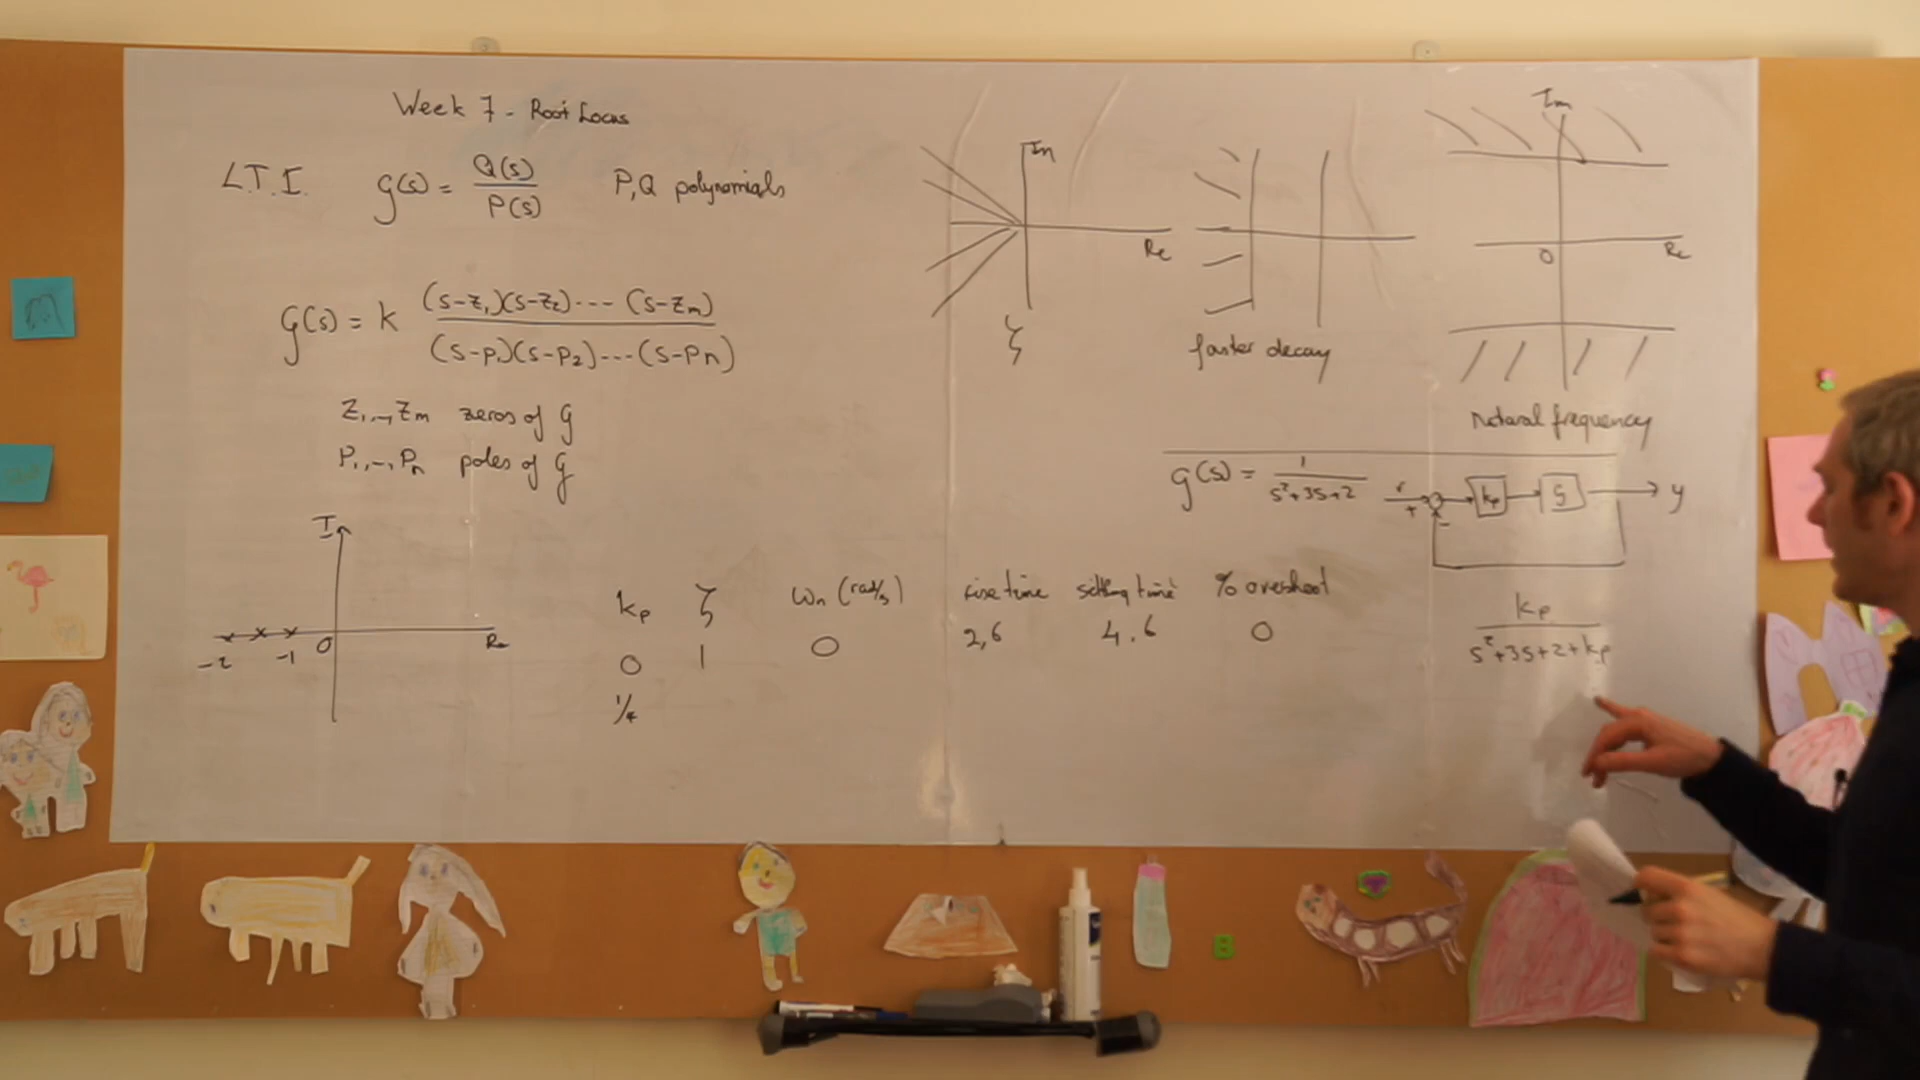 Week 7 - Root Locus
L.T.I. G(s) = Q(s)/P(s) P,Q polynomials
G(s) = k (s-z₁)(s-z₂)---(s-zₘ) / (s-p₁)(s-p₂)---(s-pₙ)
z₁,...,zₘ zeros of G
P₁,...,Pₙ poles of G
I
Re
0
-1
-2
Im
Re
ζ
faster decay
Im
Re
0
Natural frequency
G(s) = 1/(s²+3s+2)
r + - kp G y
kp/(s²+3s+2+kp)
kp ζ ωn (rad/s) rise time settling time % overshoot
0 1 0 2,6 4.6 0
1/4